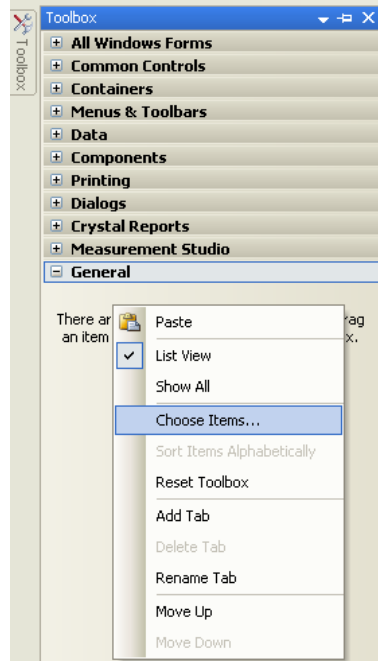 Toolbox
Toolbox
All Windows Forms
Common Controls
Containers
Menus & Toolbars
Data
Components
Printing
Dialogs
Crystal Reports
Measurement Studio
General
There
an item
Paste
List View
Show All
Choose Items...
Sort Items Alphabetically
Reset Toolbox
Add Tab
Delete Tab
Rename Tab
Move Up
Move Down